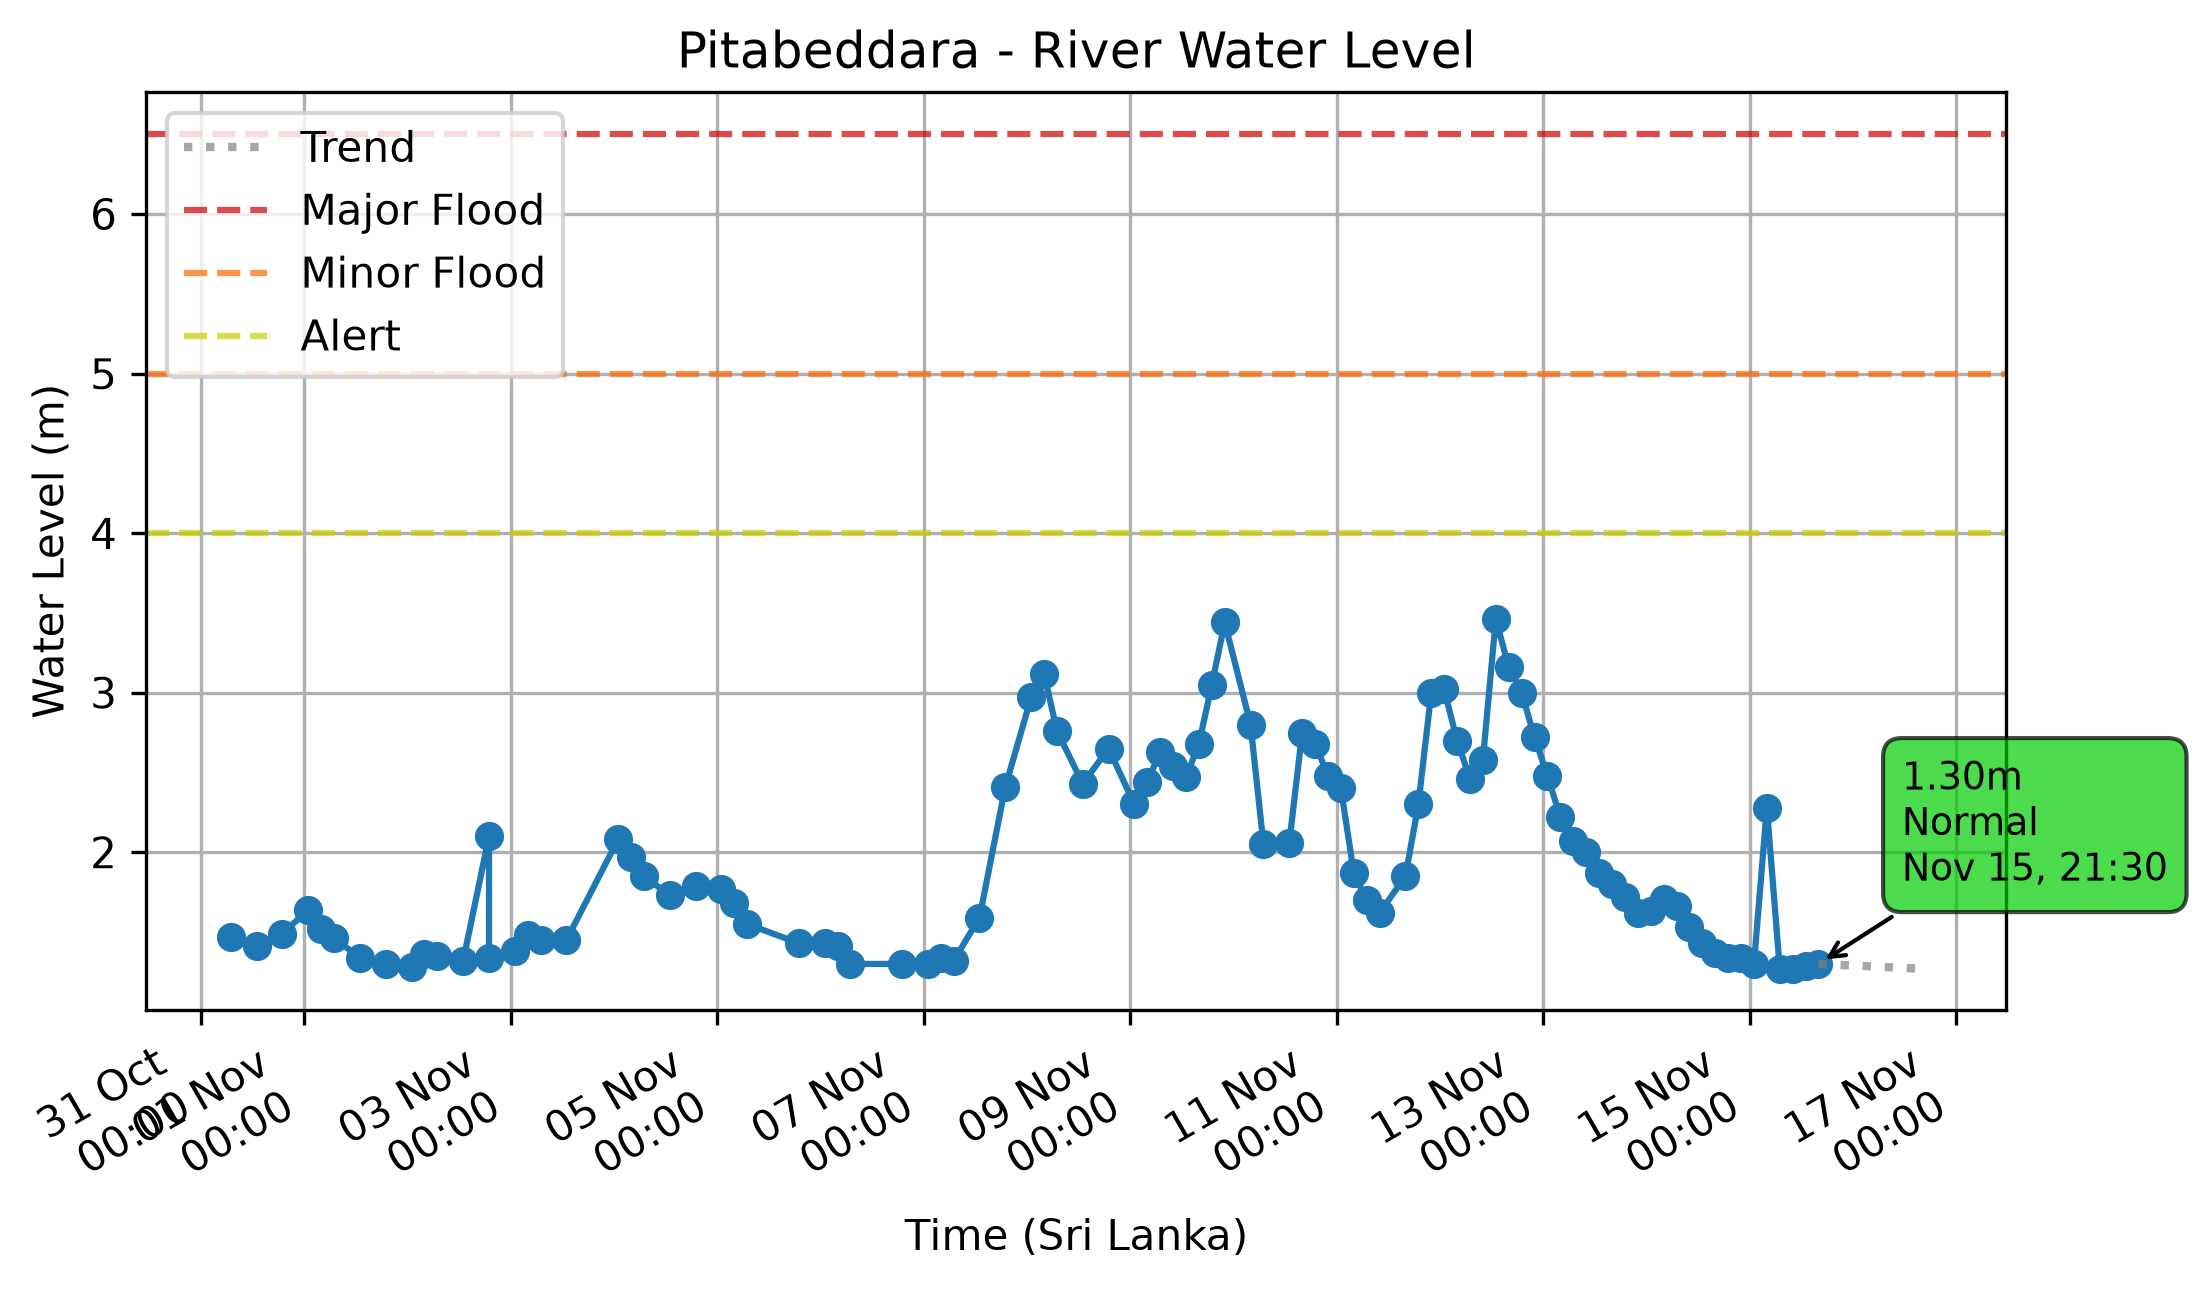 Pitabeddara - River Water Level
Trend
Major Flood
Minor Flood
Alert
6
5
4
3
2
Water Level (m)
1.30m
Normal
Nov 15, 21:30
31 Oct
00:00
01 Nov
00:00
03 Nov
00:00
05 Nov
00:00
07 Nov
00:00
09 Nov
00:00
11 Nov
00:00
13 Nov
00:00
15 Nov
00:00
17 Nov
00:00
Time (Sri Lanka)